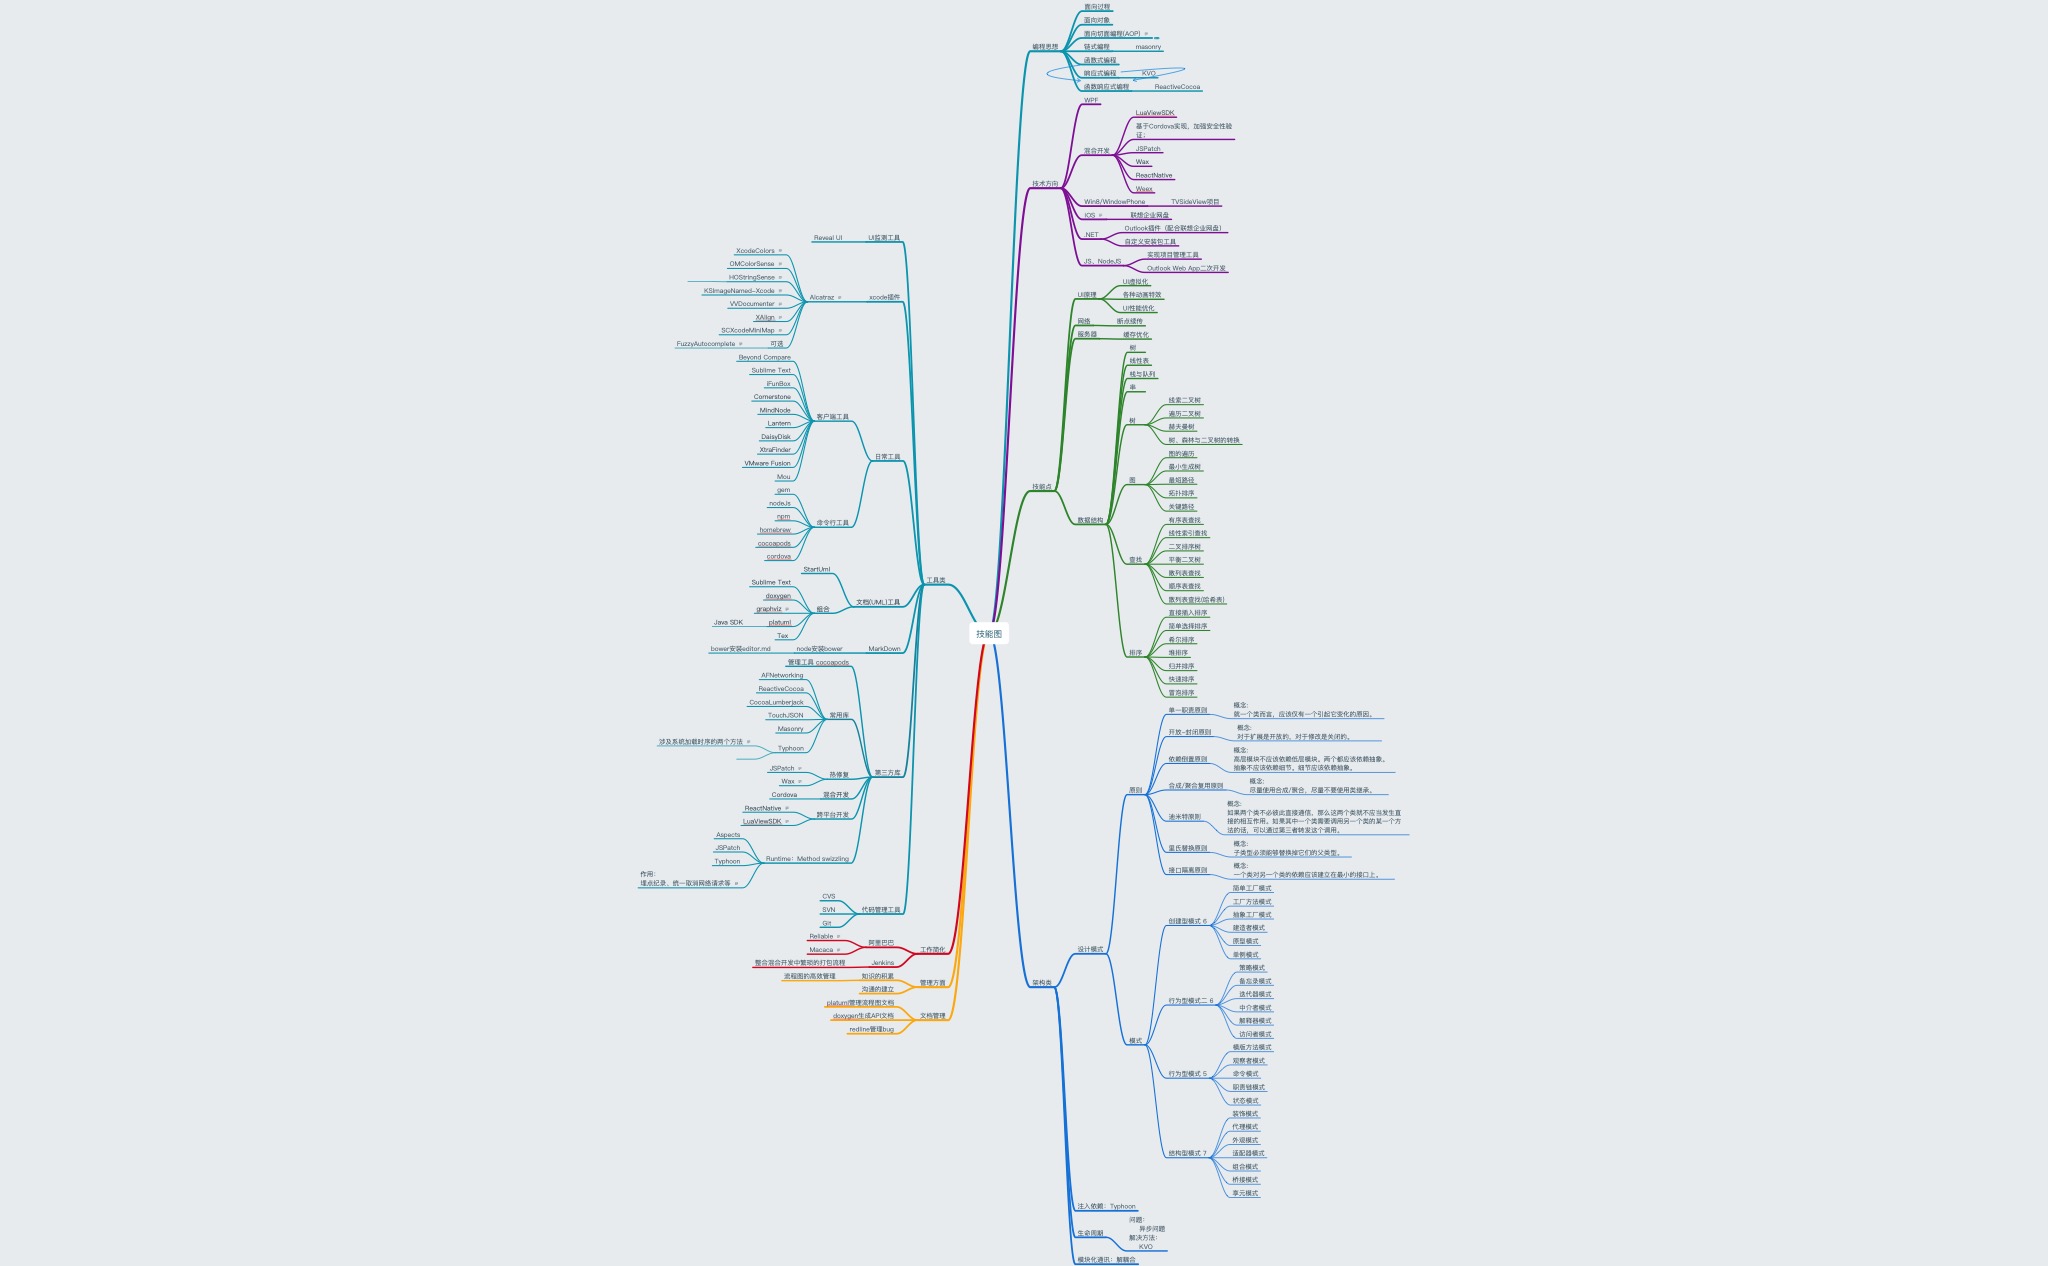 技能图
编程思想
面向过程
面向对象
面向切面编程(AOP)
链式编程
masonry
函数式编程
响应式编程
KVO
函数响应式编程
ReactiveCocoa
技术方向
WPF
混合开发
LuaViewSDK
基于Cordova实现，加强安全性验
证；
JSPatch
Wax
ReactNative
Weex
Win8/WindowPhone
TVSideView项目
iOS
联想企业网盘
.NET
Outlook插件（配合联想企业网盘）
自定义安装包工具
JS、NodeJS
实现项目管理工具
Outlook Web App二次开发
技能点
UI原理
UI虚拟化
各种动画特效
UI性能优化
网络
断点续传
服务器
缓存优化
数据结构
树
线性表
栈与队列
串
树
线索二叉树
遍历二叉树
赫夫曼树
树、森林与二叉树的转换
图
图的遍历
最小生成树
最短路径
拓扑排序
关键路径
查找
有序表查找
线性索引查找
二叉排序树
平衡二叉树
散列表查找
顺序表查找
散列表查找(哈希表)
排序
直接插入排序
简单选择排序
希尔排序
堆排序
归并排序
快速排序
冒泡排序
架构类
设计模式
原则
单一职责原则
概念:
就一个类而言，应该仅有一个引起它变化的原因。
开放-封闭原则
概念:
对于扩展是开放的，对于修改是关闭的。
依赖倒置原则
概念:
高层模块不应该依赖低层模块。两个都应该依赖抽象。
抽象不应该依赖细节。细节应该依赖抽象。
合成/聚合复用原则
概念:
尽量使用合成/聚合，尽量不要使用类继承。
迪米特原则
概念:
如果两个类不必彼此直接通信，那么这两个类就不应当发生直
接的相互作用。如果其中一个类需要调用另一个类的某一个方
法的话，可以通过第三者转发这个调用。
里氏替换原则
概念:
子类型必须能够替换掉它们的父类型。
接口隔离原则
概念:
一个类对另一个类的依赖应该建立在最小的接口上。
模式
创建型模式 6
简单工厂模式
工厂方法模式
抽象工厂模式
建造者模式
原型模式
单例模式
行为型模式二 6
策略模式
备忘录模式
迭代器模式
中介者模式
解释器模式
访问者模式
行为型模式 5
模版方法模式
观察者模式
命令模式
职责链模式
状态模式
结构型模式 7
装饰模式
代理模式
外观模式
适配器模式
组合模式
桥接模式
享元模式
注入依赖：Typhoon
生命周期
问题:
异步问题
解决方法:
KVO
模块化通讯：解耦合
工具类
UI监测工具
Reveal UI
xcode插件
Alcatraz
XcodeColors
OMColorSense
HOStringSense
KSImageNamed-Xcode
VVDocumenter
XAlign
SCXcodeMiniMap
可选
FuzzyAutocomplete
日常工具
客户端工具
Beyond Compare
Sublime Text
iFunBox
Cornerstone
MindNode
Lantern
DaisyDisk
XtraFinder
VMware Fusion
Mou
命令行工具
gem
nodeJs
npm
homebrew
cocoapods
cordova
文档(UML)工具
StartUml
组合
Sublime Text
doxygen
graphviz
platuml
Java SDK
Tex
MarkDown
node安装bower
bower安装editor.md
第三方库
管理工具 cocoapods
常用库
AFNetworking
ReactiveCocoa
CocoaLumberjack
TouchJSON
Masonry
Typhoon
涉及系统加载时序的两个方法
热修复
JSPatch
Wax
混合开发
Cordova
跨平台开发
ReactNative
LuaViewSDK
Runtime：Method swizzling
Aspects
JSPatch
Typhoon
作用:
埋点纪录，统一取消网络请求等
代码管理工具
CVS
SVN
Git
工作简化
阿里巴巴
Reliable
Macaca
Jenkins
整合混合开发中繁琐的打包流程
管理方面
知识的积累
流程图的高效管理
沟通的建立
文档管理
platuml管理流程图文档
doxygen生成API文档
redline管理bug